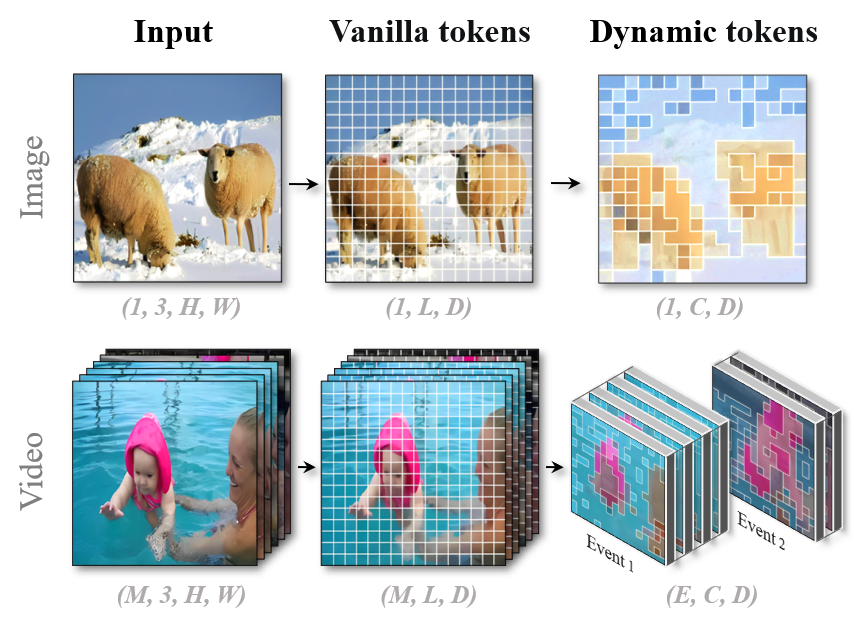 Input
Vanilla tokens
Dynamic tokens
Image
(1, 3, H, W)
(1, L, D)
(1, C, D)
Video
Event 1
Event 2
(M, 3, H, W)
(M, L, D)
(E, C, D)